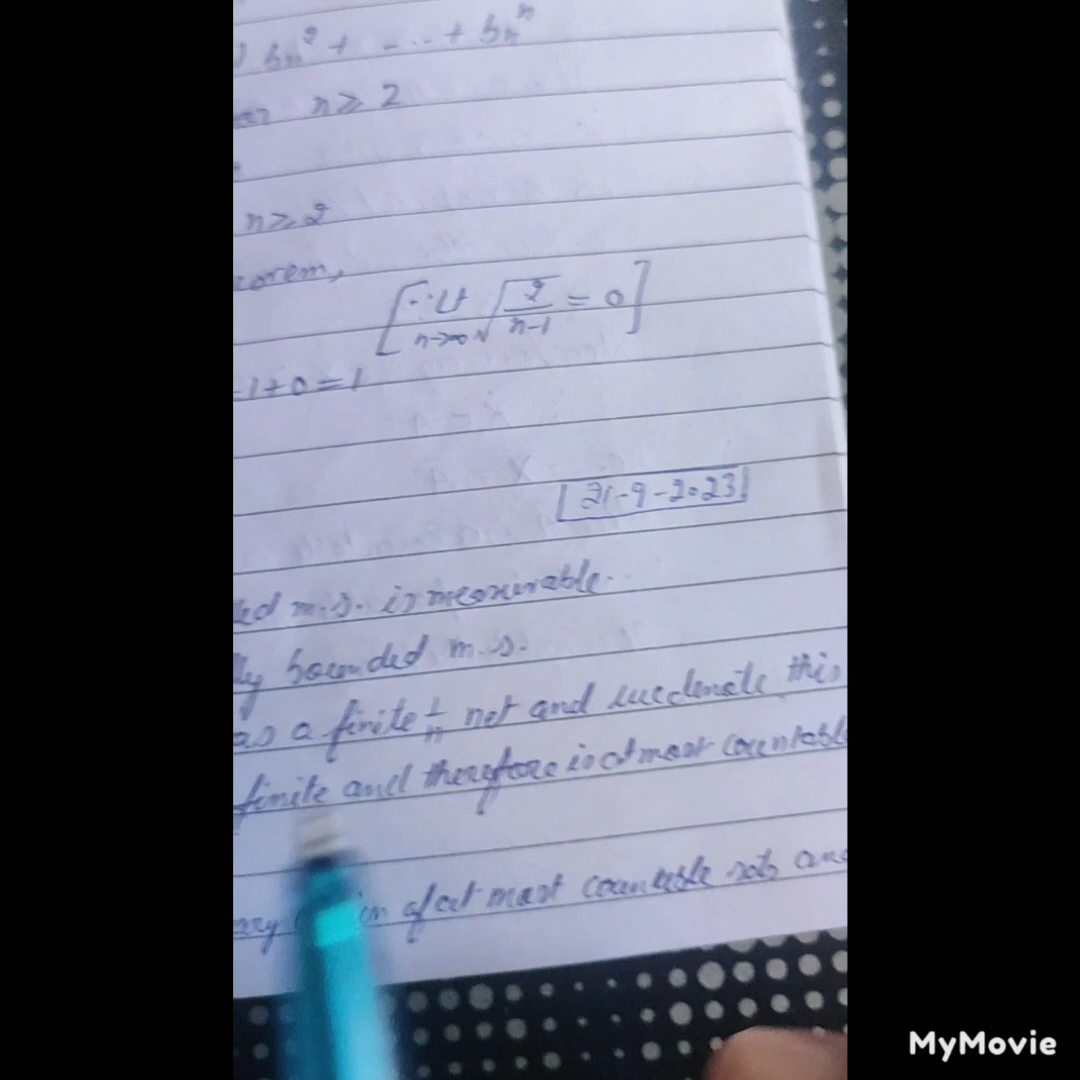 ) bn² + - ... + bnⁿ
n ≥ 2
n ≥ 2
orem,
[∵ Lt n→∞ √(2/(n-1)) = 0]
1+0 = 1
21-9-2023
ed m.s. is measurable.
ly bounded m.s.
as a finite 1/n net and this
finite and therefore is at most countabl
ary of at most countable sets and
MyMovie